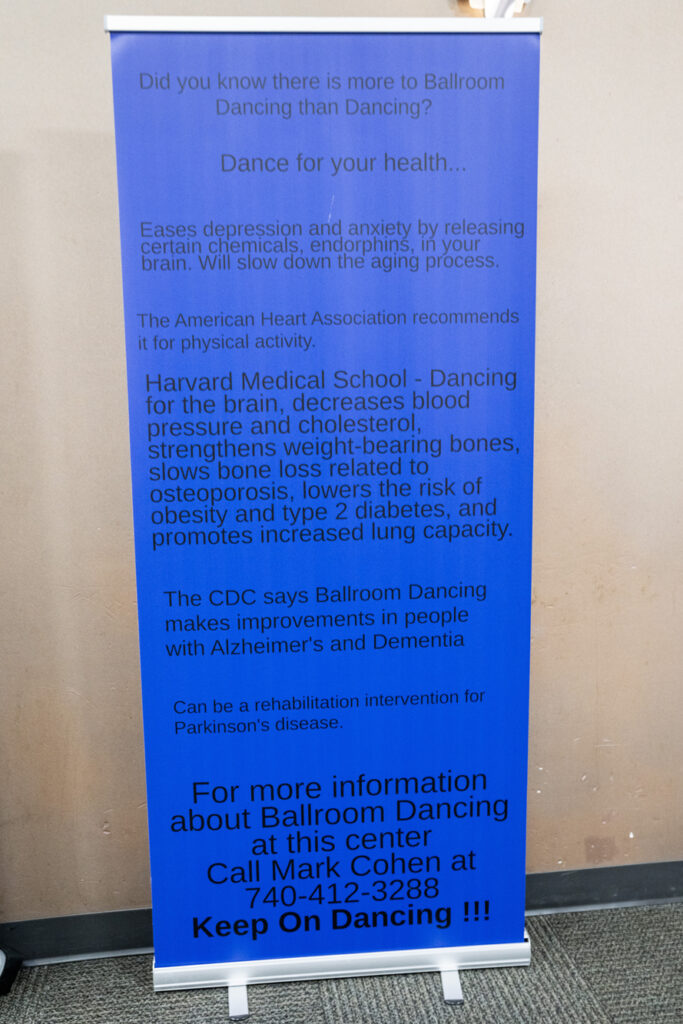 Did you know there is more to Ballroom
Dancing than Dancing?
Dance for your health...
Eases depression and anxiety by releasing
certain chemicals, endorphins, in your
brain. Will slow down the aging process.
The American Heart Association recommends
it for physical activity.
Harvard Medical School - Dancing
for the brain, decreases blood
pressure and cholesterol,
strengthens weight-bearing bones,
slows bone loss related to
osteoporosis, lowers the risk of
obesity and type 2 diabetes, and
promotes increased lung capacity.
The CDC says Ballroom Dancing
makes improvements in people
with Alzheimer's and Dementia
Can be a rehabilitation intervention for
Parkinson's disease.
For more information
about Ballroom Dancing
at this center
Call Mark Cohen at
740-412-3288
Keep On Dancing !!!